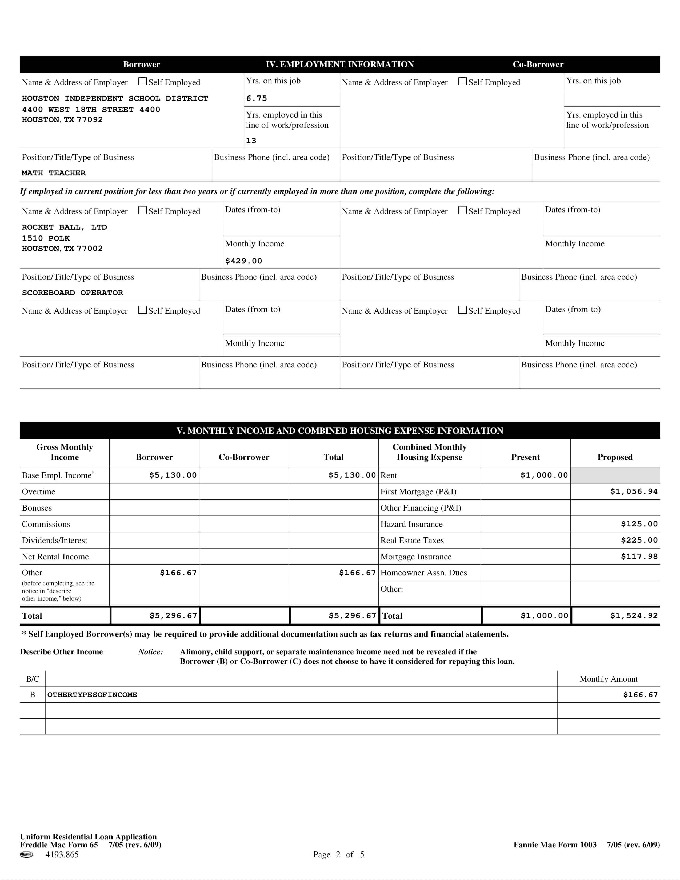 Borrower IV. EMPLOYMENT INFORMATION Co-Borrower
Name & Address of Employer Self Employed Yrs. on this job Name & Address of Employer Self Employed Yrs. on this job
HOUSTON INDEPENDENT SCHOOL DISTRICT 6.75
4400 WEST 18TH STREET 4400
HOUSTON, TX 77092
Yrs. employed in this line of work/profession Yrs. employed in this line of work/profession
13
Position/Title/Type of Business Business Phone (incl. area code) Position/Title/Type of Business Business Phone (incl. area code)
MATH TEACHER
If employed in current position for less than two years or if currently employed in more than one position, complete the following:
Name & Address of Employer Self Employed Dates (from-to) Name & Address of Employer Self Employed Dates (from-to)
ROCKET BALL, LTD
1510 POLK
HOUSTON, TX 77002
Monthly Income Monthly Income
$429.00
Position/Title/Type of Business Business Phone (incl. area code) Position/Title/Type of Business Business Phone (incl. area code)
SCOREBOARD OPERATOR
Name & Address of Employer Self Employed Dates (from-to) Name & Address of Employer Self Employed Dates (from-to)
Monthly Income Monthly Income
Position/Title/Type of Business Business Phone (incl. area code) Position/Title/Type of Business Business Phone (incl. area code)
V. MONTHLY INCOME AND COMBINED HOUSING EXPENSE INFORMATION
Gross Monthly Income Borrower Co-Borrower Total Combined Monthly Housing Expense Present Proposed
Base Empl. Income* $5,130.00 $5,130.00 Rent $1,000.00
Overtime First Mortgage (P&I) $1,056.94
Bonuses Other Financing (P&I)
Commissions Hazard Insurance $125.00
Dividends/Interest Real Estate Taxes $225.00
Net Rental Income Mortgage Insurance $117.98
Other $166.67 $166.67 Homeowner Assn. Dues
(before completing, see the notice in "describe other income," below) Other:
Total $5,296.67 $5,296.67 Total $1,000.00 $1,524.92
* Self Employed Borrower(s) may be required to provide additional documentation such as tax returns and financial statements.
Describe Other Income Notice: Alimony, child support, or separate maintenance income need not be revealed if the
Borrower (B) or Co-Borrower (C) does not choose to have it considered for repaying this loan.
B/C Monthly Amount
B OTHERTYPESOFINCOME $166.67
Uniform Residential Loan Application
Freddie Mac Form 65 7/05 (rev. 6/09) Fannie Mae Form 1003 7/05 (rev. 6/09)
4193.865 Page 2 of 5